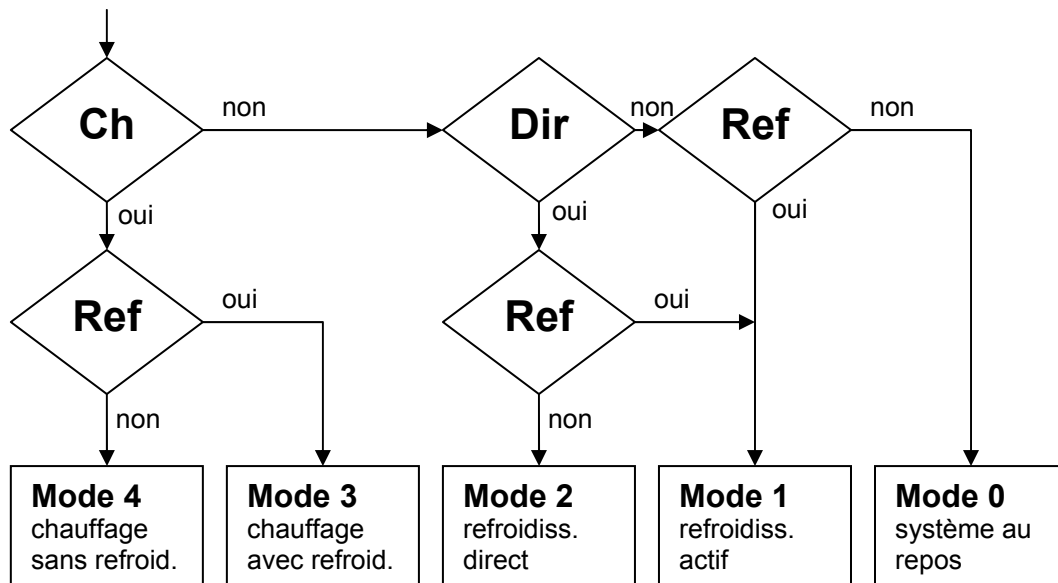 Ch
non
Dir
non
Ref
non
oui
oui
oui
Ref
oui
Ref
oui
non
non
Mode 4
chauffage
sans refroid.
Mode 3
chauffage
avec refroid.
Mode 2
refroidiss.
direct
Mode 1
refroidiss.
actif
Mode 0
système au
repos